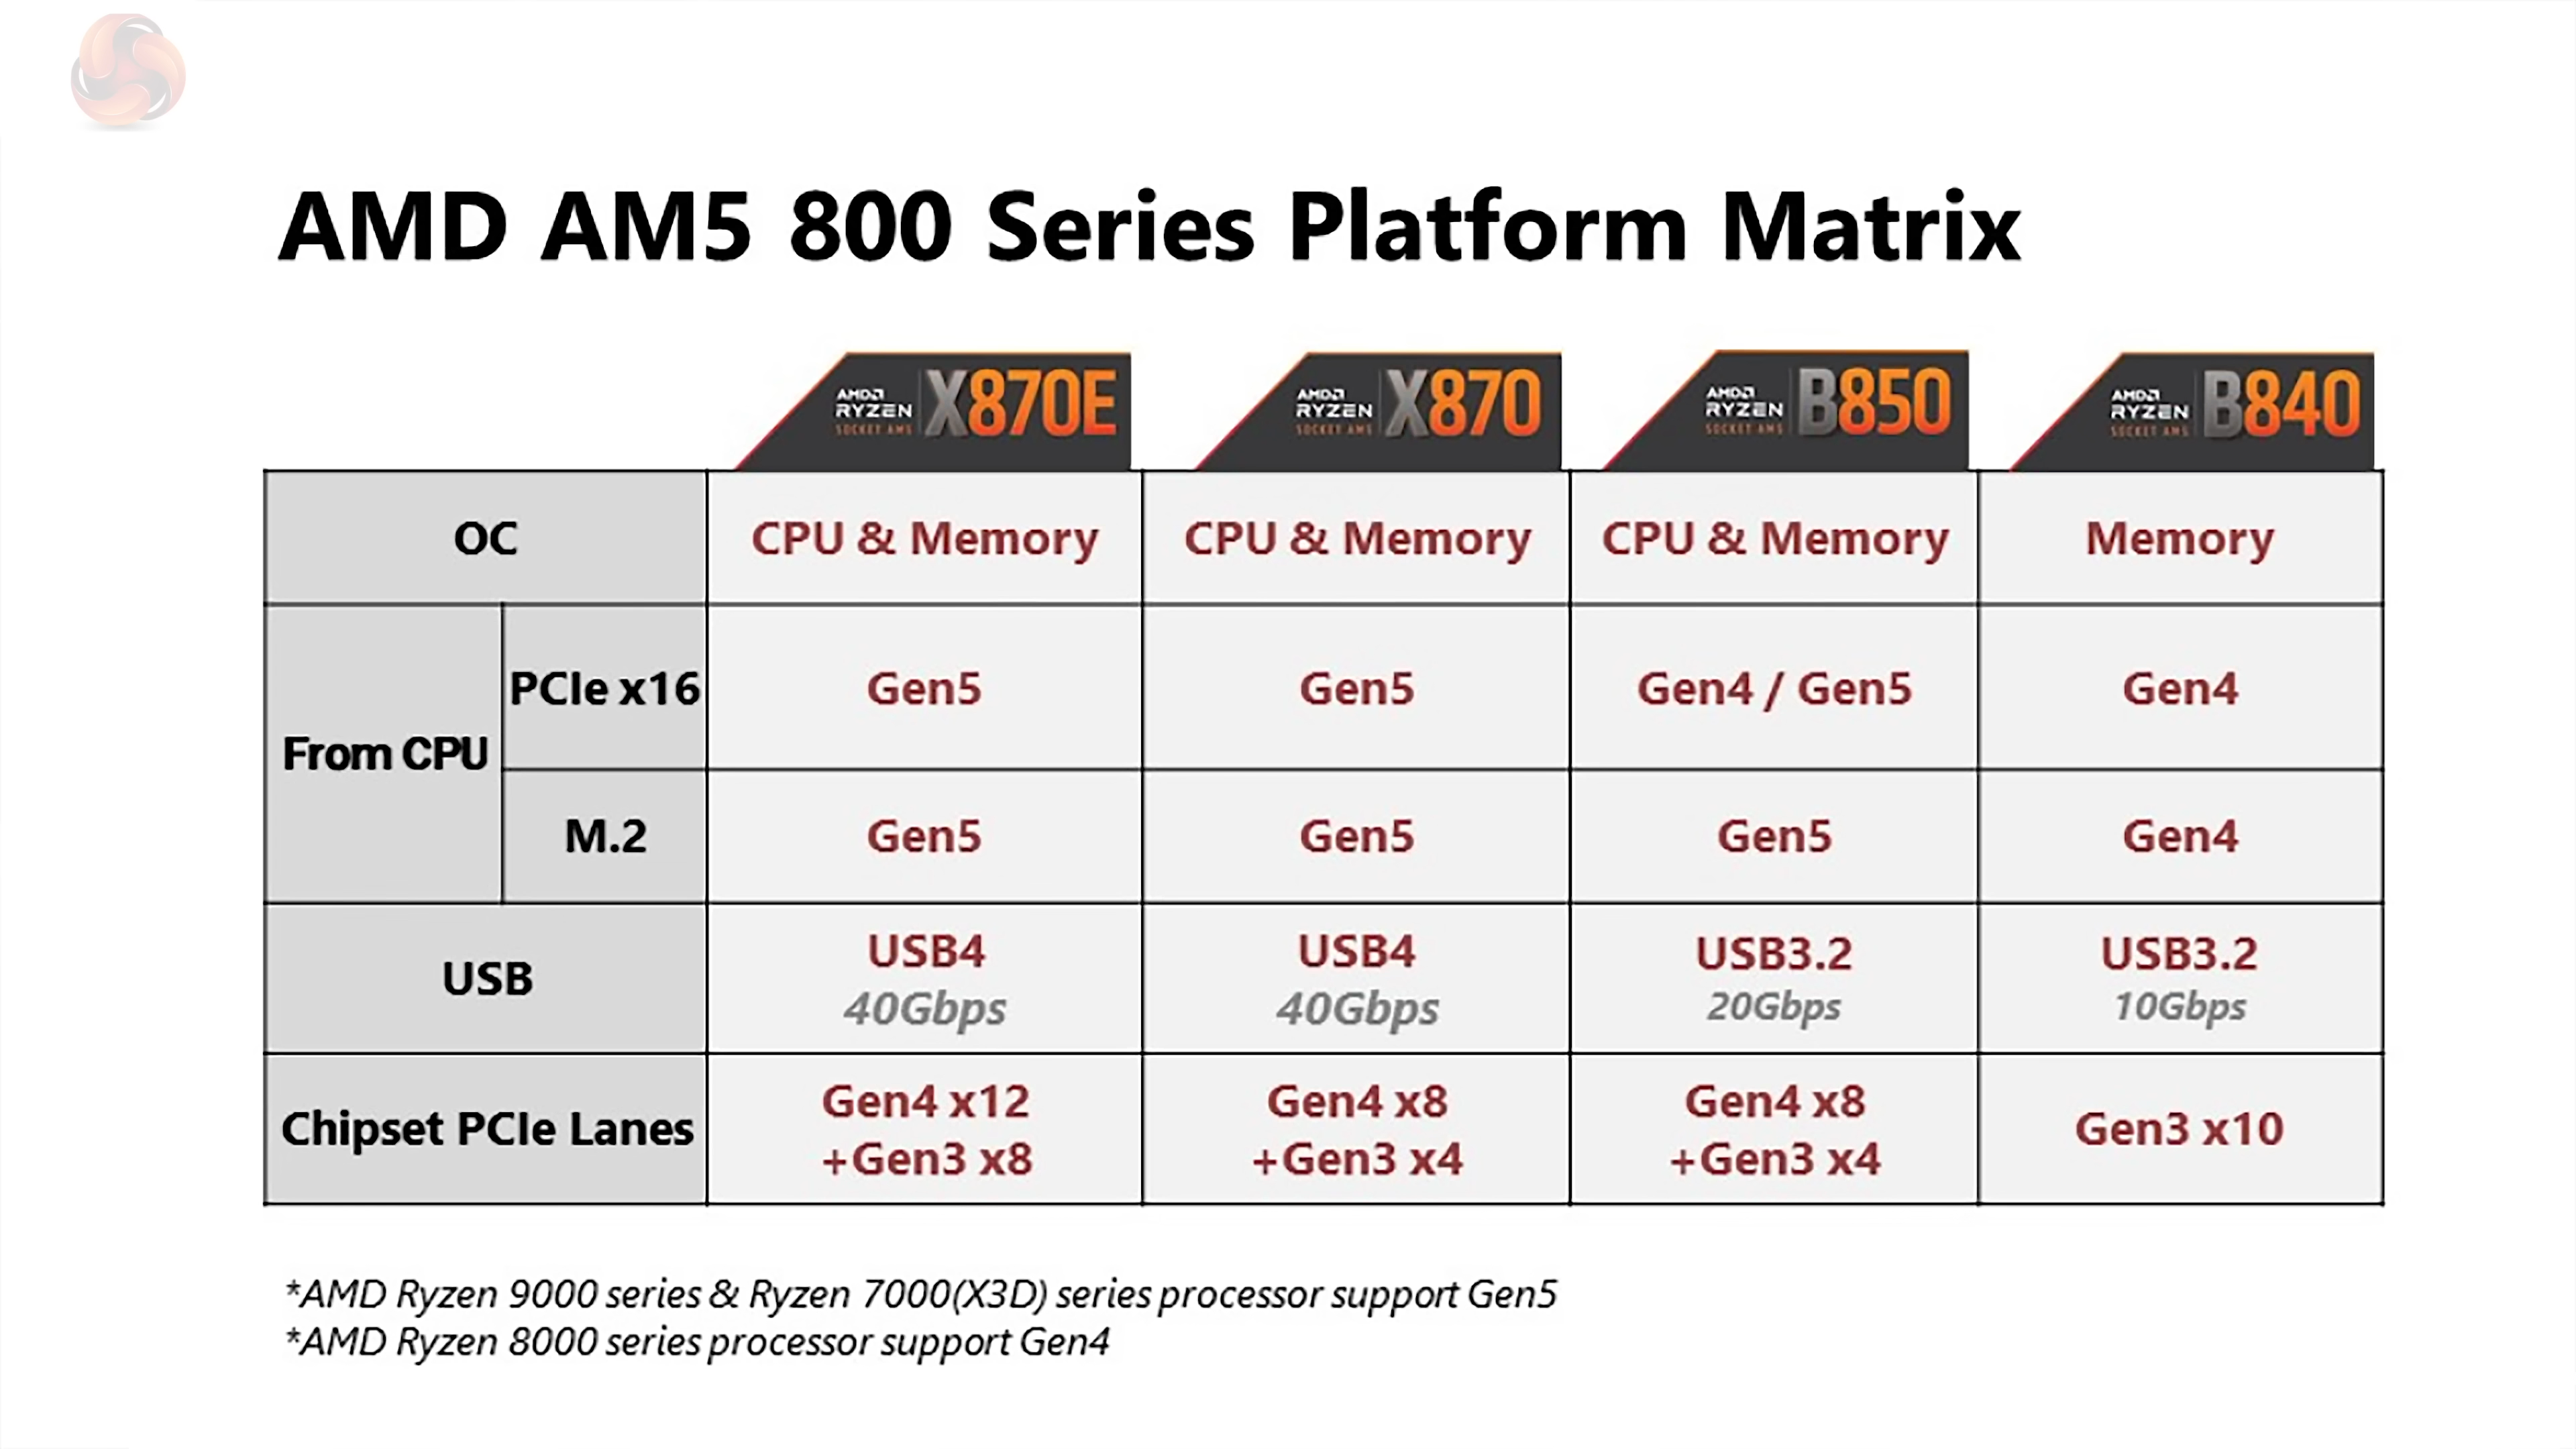 AMD AM5 800 Series Platform Matrix
AMD RYZEN SOCKET AM5 X870E
AMD RYZEN SOCKET AM5 X870
AMD RYZEN SOCKET AM5 B850
AMD RYZEN SOCKET AM5 B840
OC
CPU & Memory
CPU & Memory
CPU & Memory
Memory
From CPU
PCIe x16
Gen5
Gen5
Gen4 / Gen5
Gen4
M.2
Gen5
Gen5
Gen5
Gen4
USB
USB4
40Gbps
USB4
40Gbps
USB3.2
20Gbps
USB3.2
10Gbps
Chipset PCIe Lanes
Gen4 x12
+Gen3 x8
Gen4 x8
+Gen3 x4
Gen4 x8
+Gen3 x4
Gen3 x10
*AMD Ryzen 9000 series & Ryzen 7000(X3D) series processor support Gen5
*AMD Ryzen 8000 series processor support Gen4